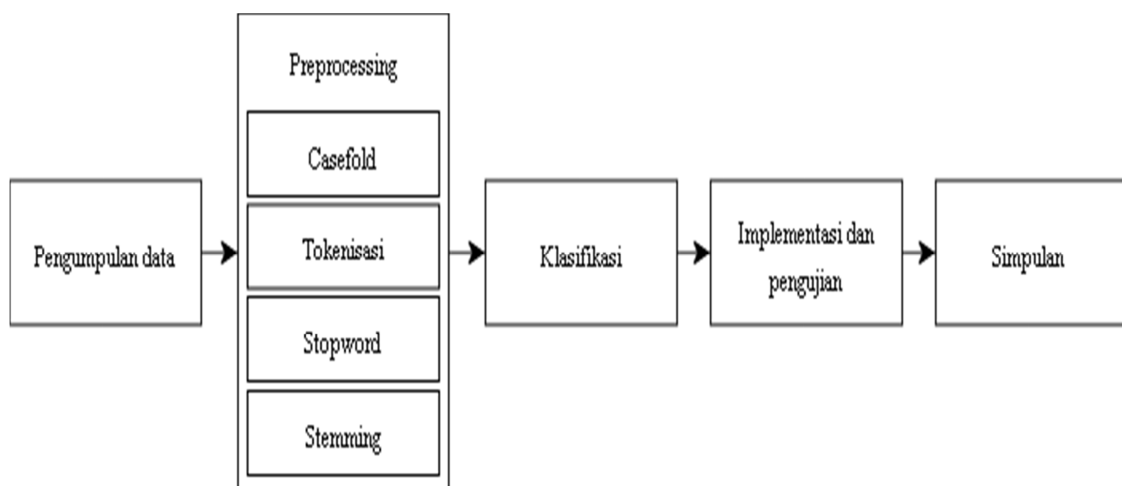 Pengumpulan data
Preprocessing
Casefold
Tokenisasi
Stopword
Stemming
Klasifikasi
Implementasi dan
pengujian
Simpulan